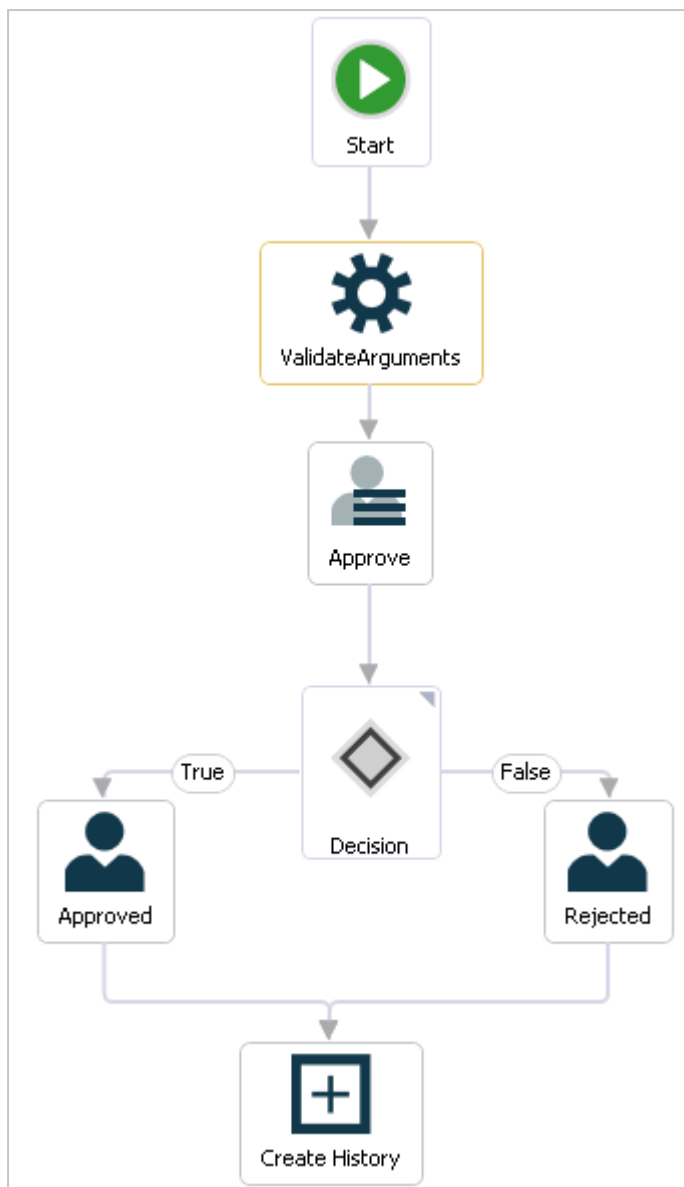 Start
ValidateArguments
Approve
True
False
Decision
Approved
Rejected
Create History